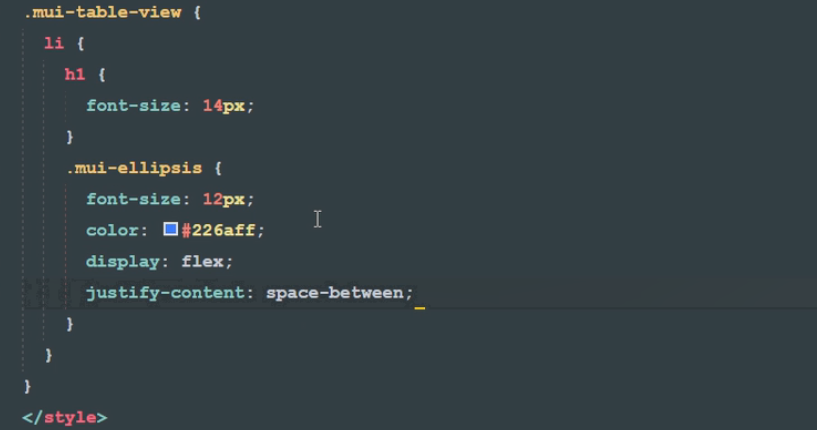 .mui-table-view {
li {
h1 {
font-size: 14px;
}
.mui-ellipsis {
font-size: 12px;
color: #226aff;
display: flex;
justify-content: space-between;
}
}
}
</style>